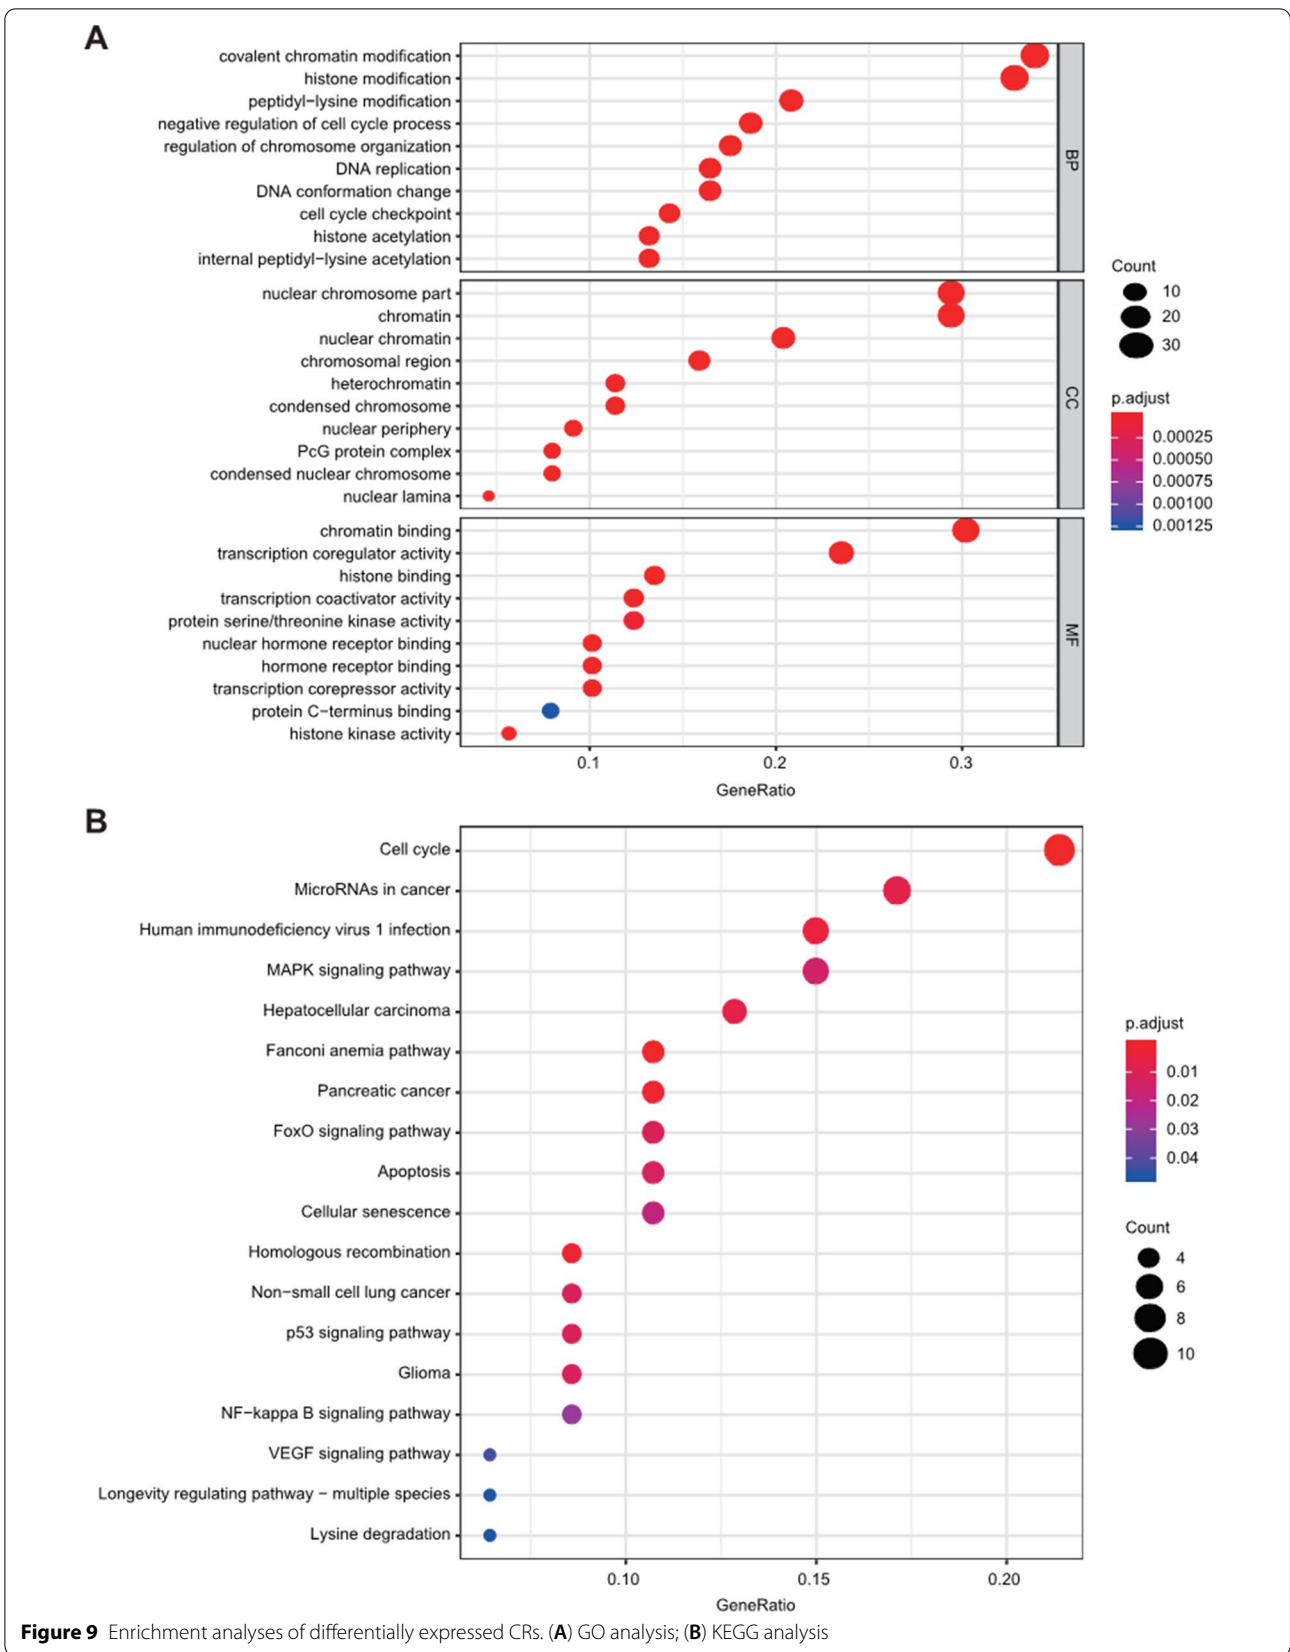 A
covalent chromatin modification
histone modification
peptidyl−lysine modification
negative regulation of cell cycle process
regulation of chromosome organization
DNA replication
DNA conformation change
cell cycle checkpoint
histone acetylation
internal peptidyl−lysine acetylation
BP
nuclear chromosome part
chromatin
nuclear chromatin
chromosomal region
heterochromatin
condensed chromosome
nuclear periphery
PcG protein complex
condensed nuclear chromosome
nuclear lamina
CC
chromatin binding
transcription coregulator activity
histone binding
transcription coactivator activity
protein serine/threonine kinase activity
nuclear hormone receptor binding
hormone receptor binding
transcription corepressor activity
protein C−terminus binding
histone kinase activity
MF
0.1 0.2 0.3
GeneRatio
Count
10
20
30
p.adjust
0.00025
0.00050
0.00075
0.00100
0.00125
B
Cell cycle
MicroRNAs in cancer
Human immunodeficiency virus 1 infection
MAPK signaling pathway
Hepatocellular carcinoma
Fanconi anemia pathway
Pancreatic cancer
FoxO signaling pathway
Apoptosis
Cellular senescence
Homologous recombination
Non−small cell lung cancer
p53 signaling pathway
Glioma
NF−kappa B signaling pathway
VEGF signaling pathway
Longevity regulating pathway − multiple species
Lysine degradation
0.10 0.15 0.20
GeneRatio
p.adjust
0.01
0.02
0.03
0.04
Count
4
6
8
10
Figure 9 Enrichment analyses of differentially expressed CRs. (A) GO analysis; (B) KEGG analysis